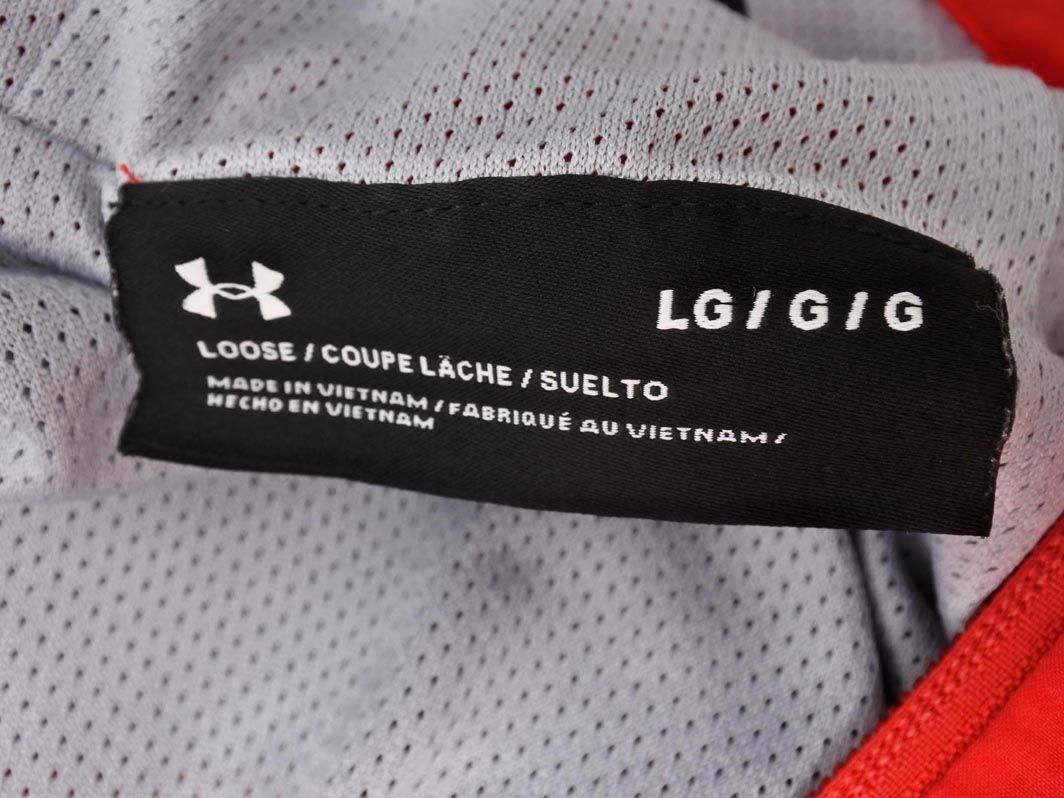 LG / G / G
LOOSE / COUPE LÂCHE / SUELTO
MADE IN VIETNAM / FABRIQUÉ AU VIETNAM /
HECHO EN VIETNAM